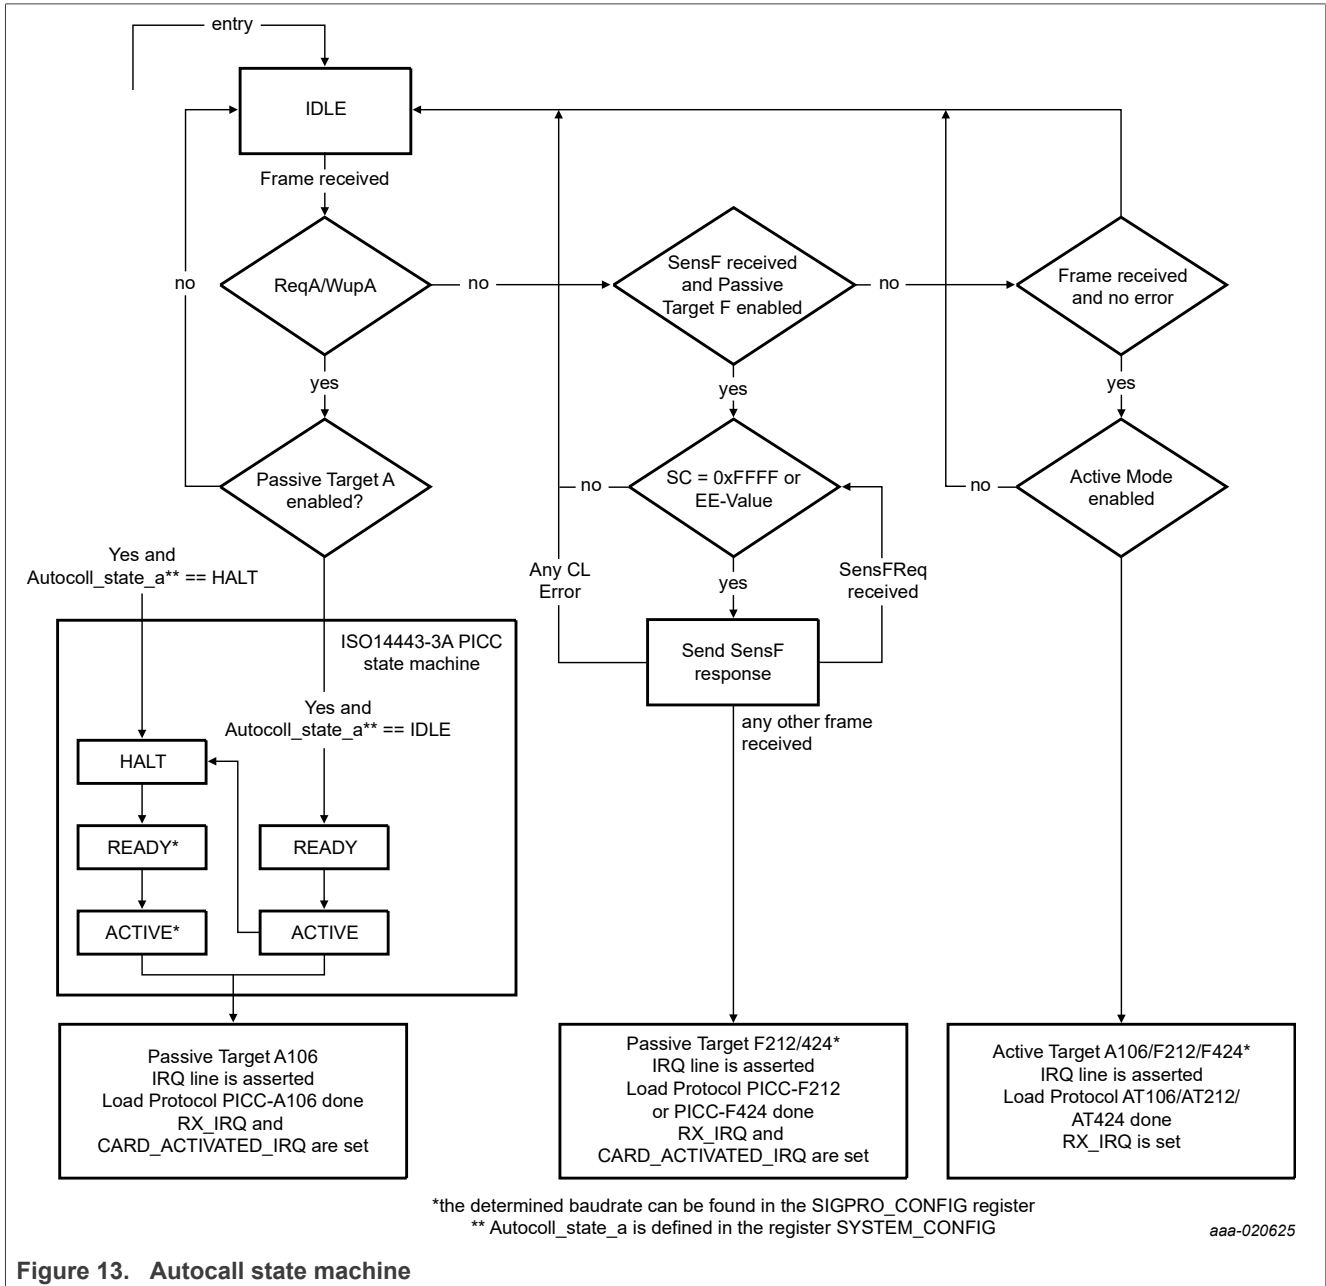 entry
IDLE
Frame received
ReqA/WupA
no
no
SensF received
and Passive
Target F enabled
no
Frame received
and no error
yes
yes
yes
Passive Target A
enabled?
SC = 0xFFFF or
EE-Value
no
Active Mode
enabled
no
Yes and
Autocoll_state_a** == HALT
Any CL
Error
yes
SensFReq
received
ISO14443-3A PICC
state machine
Send SensF
response
Yes and
Autocoll_state_a** == IDLE
any other frame
received
HALT
READY*
READY
ACTIVE*
ACTIVE
Passive Target A106
IRQ line is asserted
Load Protocol PICC-A106 done
RX_IRQ and
CARD_ACTIVATED_IRQ are set
Passive Target F212/424*
IRQ line is asserted
Load Protocol PICC-F212
or PICC-F424 done
RX_IRQ and
CARD_ACTIVATED_IRQ are set
Active Target A106/F212/F424*
IRQ line is asserted
Load Protocol AT106/AT212/
AT424 done
RX_IRQ is set
*the determined baudrate can be found in the SIGPRO_CONFIG register
** Autocoll_state_a is defined in the register SYSTEM_CONFIG
aaa-020625
Figure 13. Autocall state machine